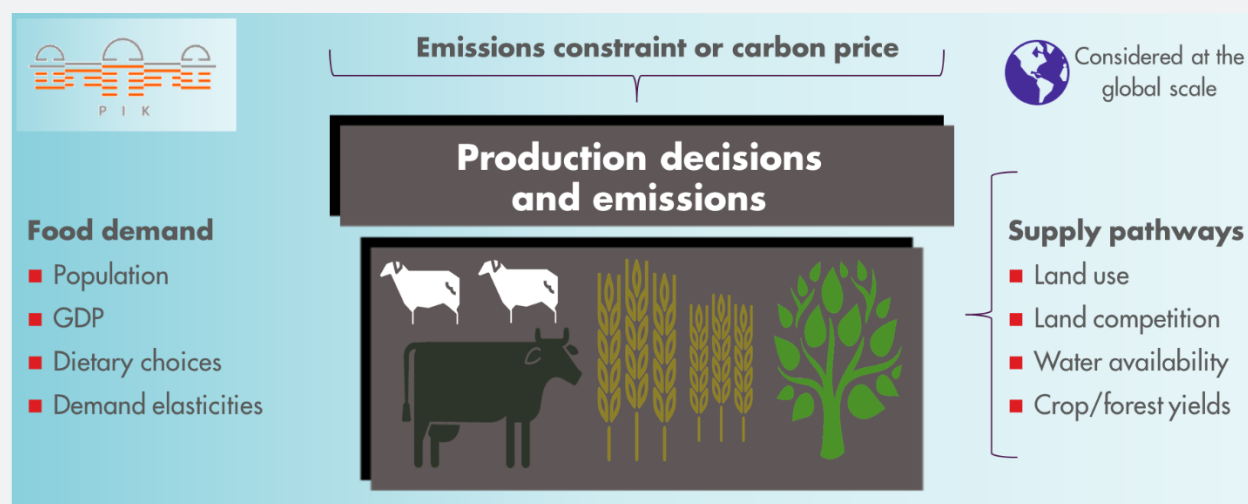 P I K
Emissions constraint or carbon price
Considered at the
global scale
Production decisions
and emissions
Food demand
Population
GDP
Dietary choices
Demand elasticities
Supply pathways
Land use
Land competition
Water availability
Crop/forest yields